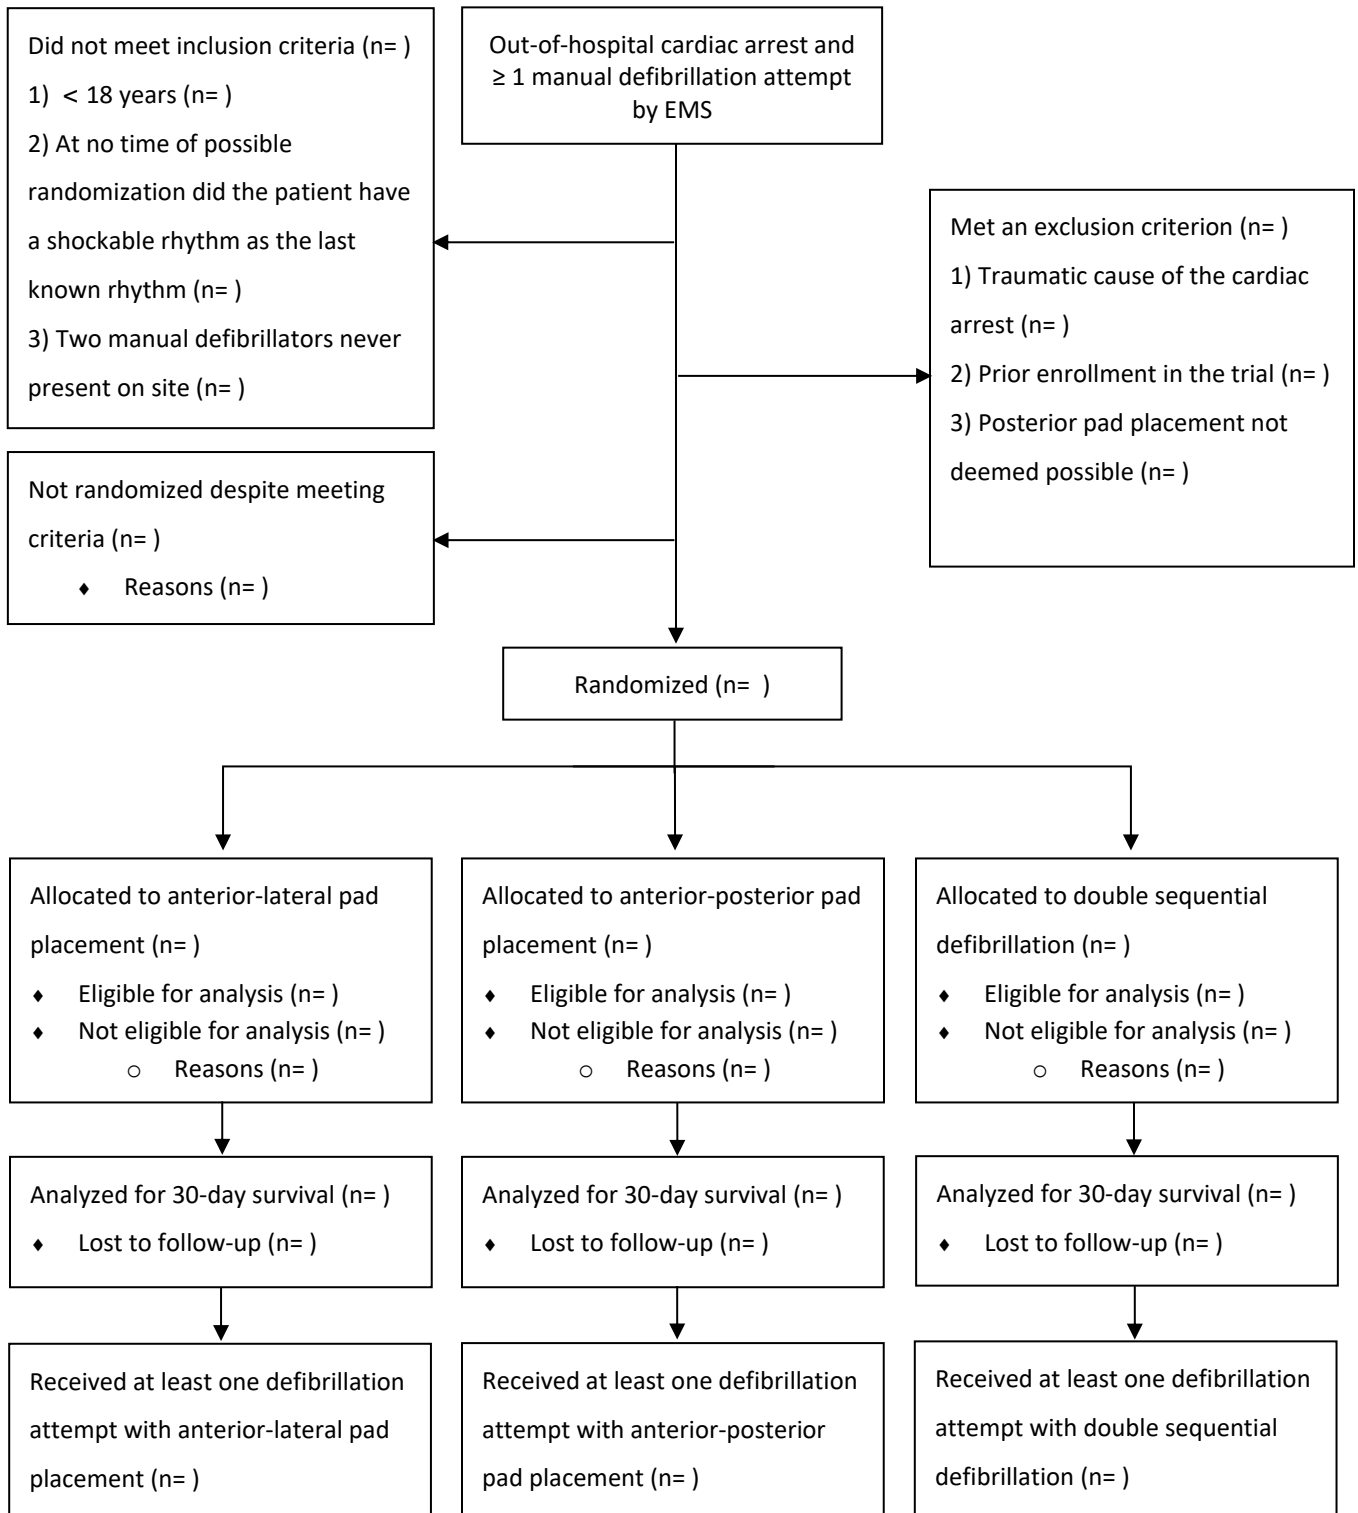 Did not meet inclusion criteria (n= )
1) < 18 years (n= )
2) At no time of possible
randomization did the patient have
a shockable rhythm as the last
known rhythm (n= )
3) Two manual defibrillators never
present on site (n= )
Out-of-hospital cardiac arrest and
≥ 1 manual defibrillation attempt
by EMS
Met an exclusion criterion (n= )
1) Traumatic cause of the cardiac
arrest (n= )
2) Prior enrollment in the trial (n= )
3) Posterior pad placement not
deemed possible (n= )
Not randomized despite meeting
criteria (n= )
♦ Reasons (n= )
Randomized (n= )
Allocated to anterior-lateral pad
placement (n= )
♦ Eligible for analysis (n= )
♦ Not eligible for analysis (n= )
○ Reasons (n= )
Allocated to anterior-posterior pad
placement (n= )
♦ Eligible for analysis (n= )
♦ Not eligible for analysis (n= )
○ Reasons (n= )
Allocated to double sequential
defibrillation (n= )
♦ Eligible for analysis (n= )
♦ Not eligible for analysis (n= )
○ Reasons (n= )
Analyzed for 30-day survival (n= )
♦ Lost to follow-up (n= )
Analyzed for 30-day survival (n= )
♦ Lost to follow-up (n= )
Analyzed for 30-day survival (n= )
♦ Lost to follow-up (n= )
Received at least one defibrillation
attempt with anterior-lateral pad
placement (n= )
Received at least one defibrillation
attempt with anterior-posterior
pad placement (n= )
Received at least one defibrillation
attempt with double sequential
defibrillation (n= )